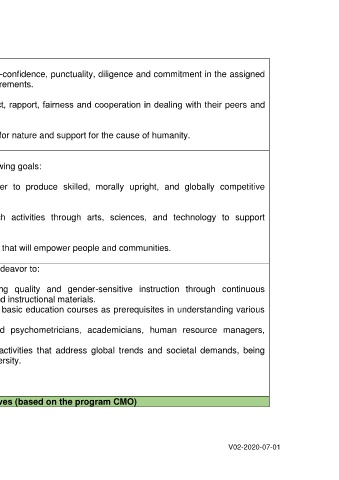 -confidence, punctuality, diligence and commitment in the assigned
rements.
ct, rapport, fairness and cooperation in dealing with their peers and
for nature and support for the cause of humanity.
wing goals:
er to produce skilled, morally upright, and globally competitive
ch activities through arts, sciences, and technology to support
that will empower people and communities.
deavor to:
ng quality and gender-sensitive instruction through continuous
d instructional materials.
basic education courses as prerequisites in understanding various
d psychometricians, academicians, human resource managers,
activities that address global trends and societal demands, being
ersity.
ves (based on the program CMO)
V02-2020-07-01